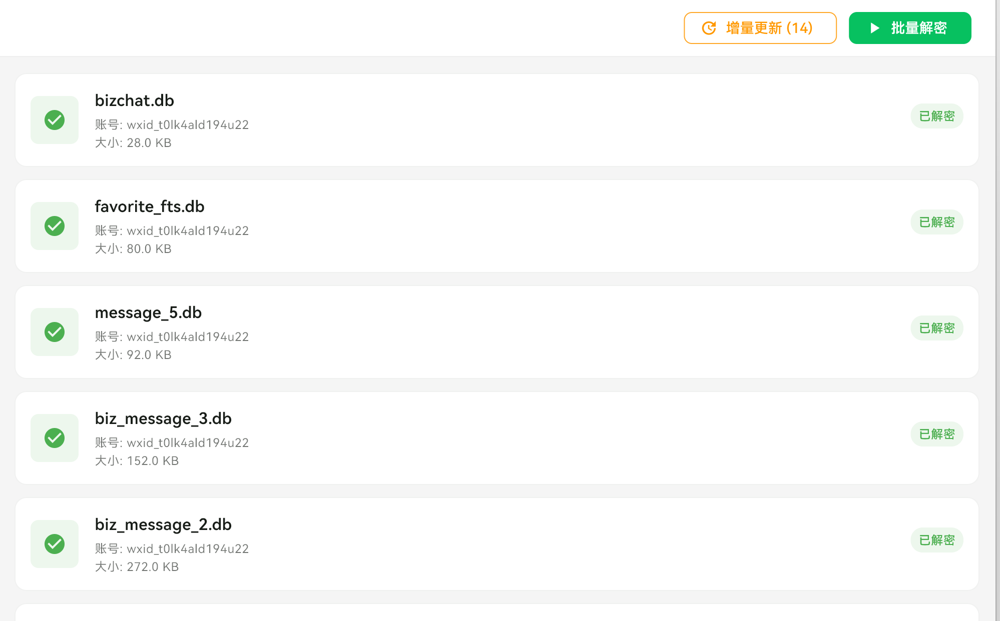 增量更新 (14)
批量解密
bizchat.db
账号: wxid_t0lk4ald194u22
大小: 28.0 KB
已解密
favorite_fts.db
账号: wxid_t0lk4ald194u22
大小: 80.0 KB
已解密
message_5.db
账号: wxid_t0lk4ald194u22
大小: 92.0 KB
已解密
biz_message_3.db
账号: wxid_t0lk4ald194u22
大小: 152.0 KB
已解密
biz_message_2.db
账号: wxid_t0lk4ald194u22
大小: 272.0 KB
已解密